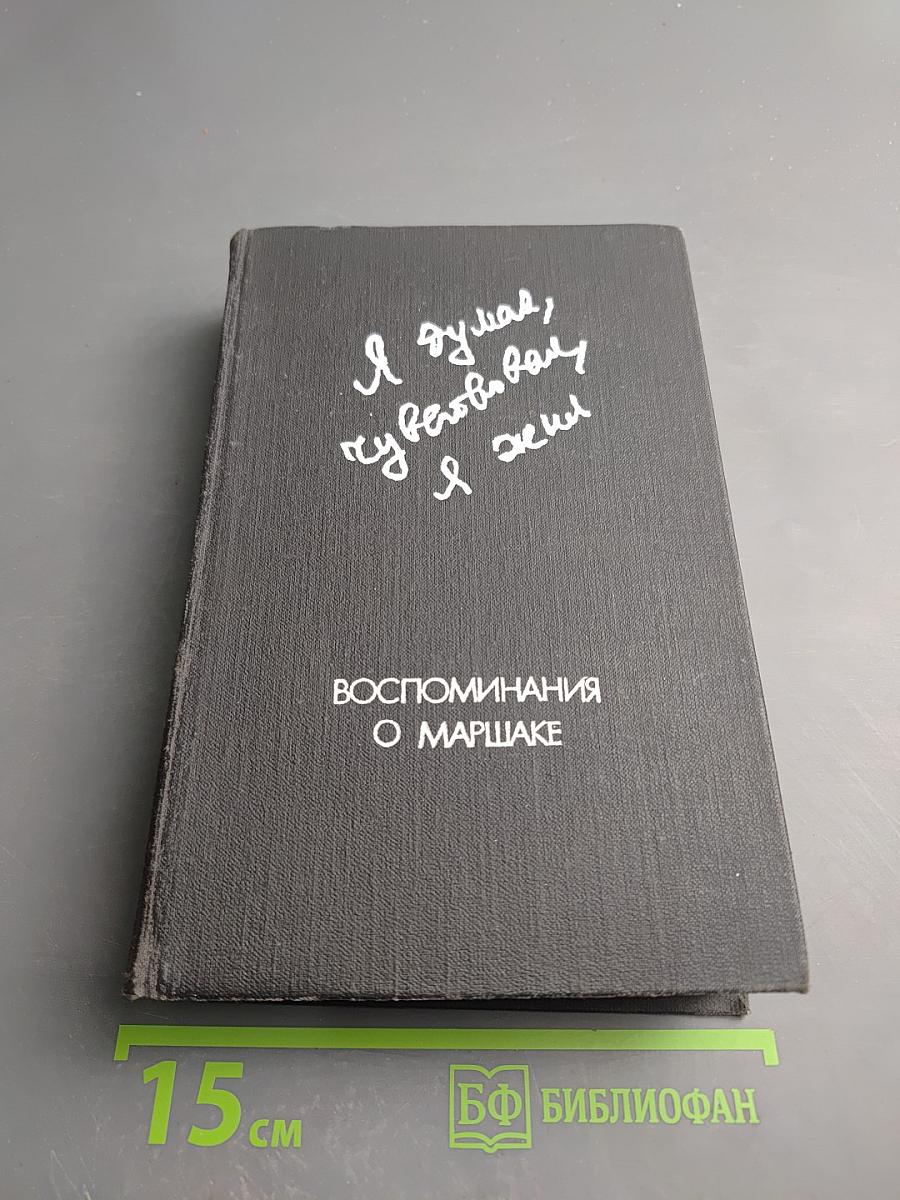 Я думал,
чувствовал,
я жил
ВОСПОМИНАНИЯ
О МАРШАКЕ
15 см
БФ БИБЛИОФАН